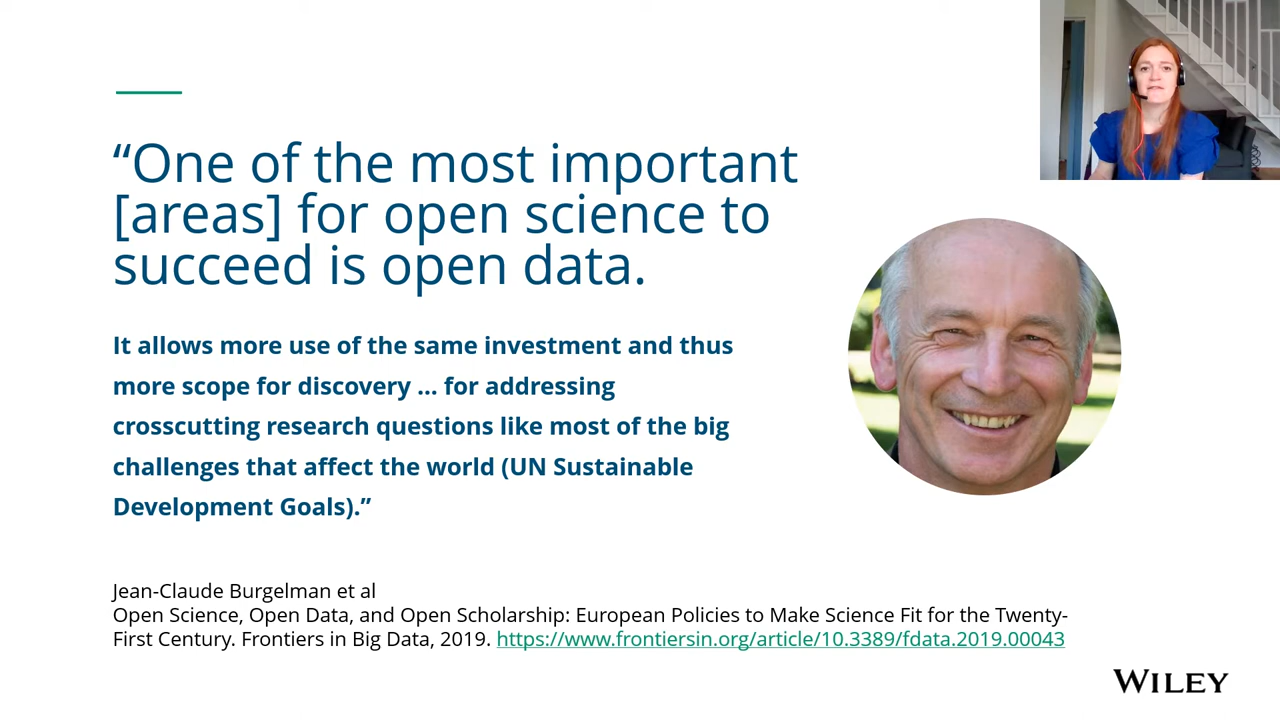 “One of the most important
[areas] for open science to
succeed is open data.
It allows more use of the same investment and thus
more scope for discovery ... for addressing
crosscutting research questions like most of the big
challenges that affect the world (UN Sustainable
Development Goals).”
Jean-Claude Burgelman et al
Open Science, Open Data, and Open Scholarship: European Policies to Make Science Fit for the Twenty-
First Century. Frontiers in Big Data, 2019. https://www.frontiersin.org/article/10.3389/fdata.2019.00043
WILEY